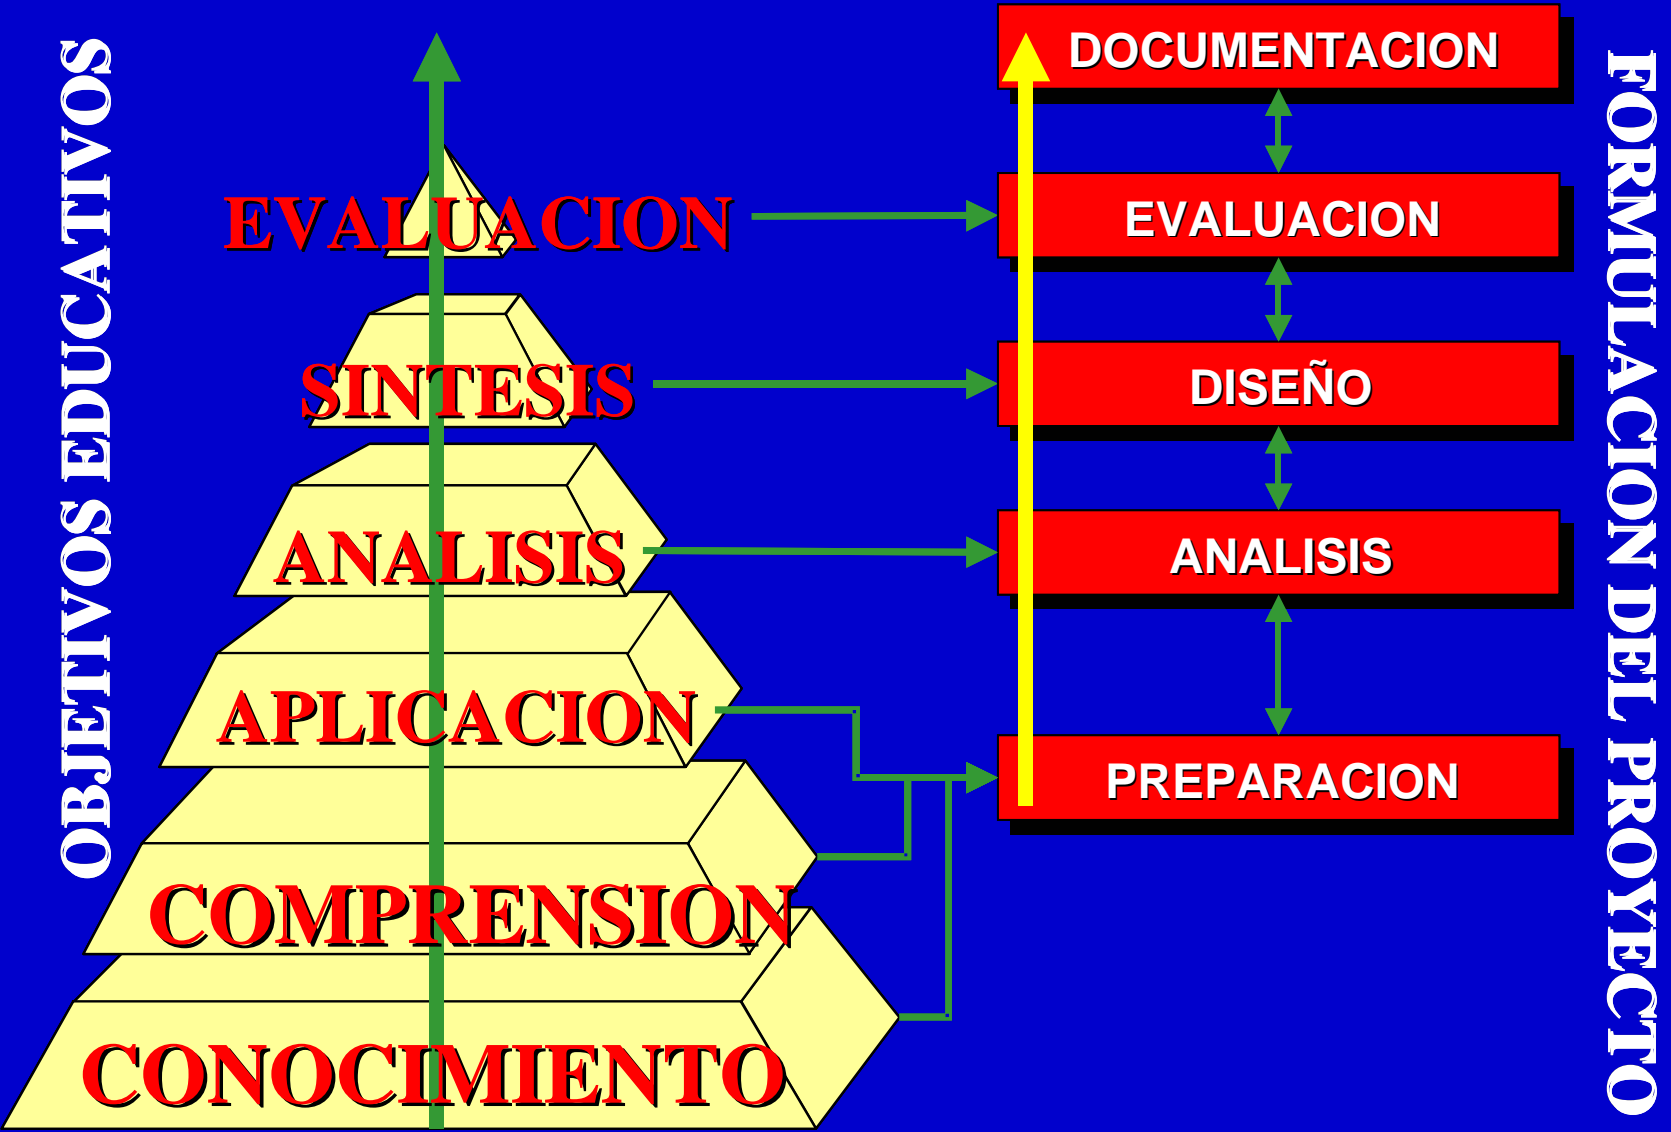 OBJETIVOS EDUCATIVOS
EVALUACION
SINTESIS
ANALISIS
APLICACION
COMPRENSION
CONOCIMIENTO
DOCUMENTACION
EVALUACION
DISEÑO
ANALISIS
PREPARACION
FORMULACION DEL PROYECTO